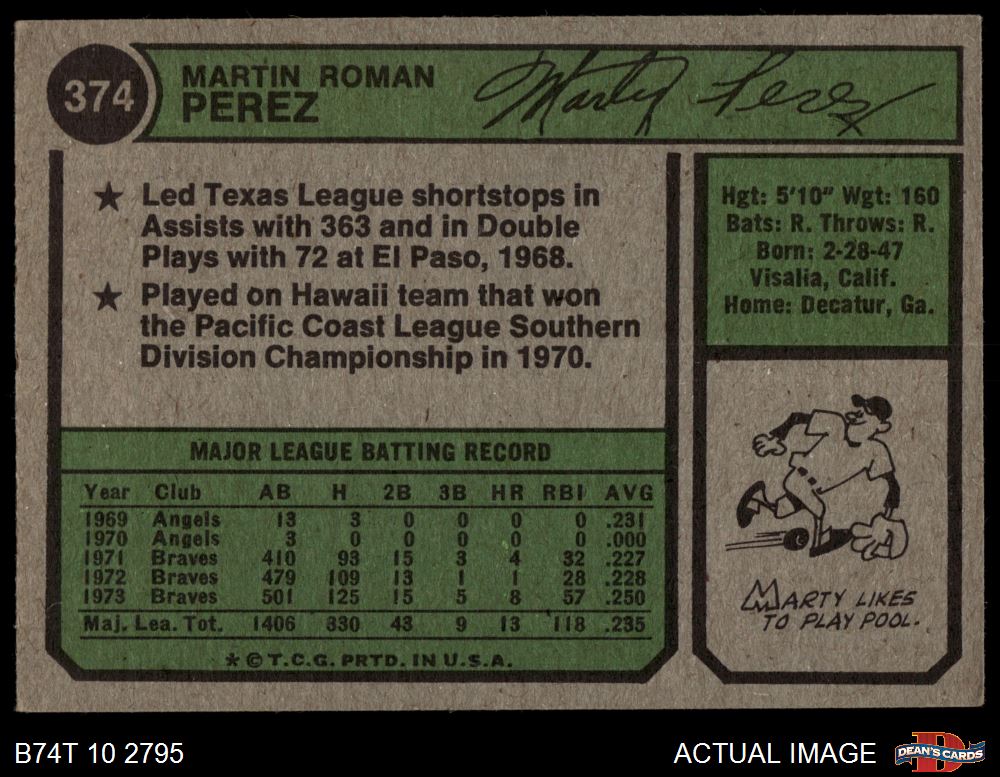 374
MARTIN ROMAN
PEREZ
Marty Perez
★ Led Texas League shortstops in
Assists with 363 and in Double
Plays with 72 at El Paso, 1968.
★ Played on Hawaii team that won
the Pacific Coast League Southern
Division Championship in 1970.
Hgt: 5'10" Wgt: 160
Bats: R. Throws: R.
Born: 2-28-47
Visalia, Calif.
Home: Decatur, Ga.
MAJOR LEAGUE BATTING RECORD
Year Club AB H 2B 3B HR RBI AVG
1969 Angels 13 3 0 0 0 0 .231
1970 Angels 3 0 0 0 0 0 .000
1971 Braves 410 93 15 3 4 32 .227
1972 Braves 479 109 13 1 1 28 .228
1973 Braves 501 125 15 5 8 57 .250
Maj. Lea. Tot. 1406 330 43 9 13 118 .235
★ © T.C.G. PRTD. IN U.S.A.
MARTY LIKES
TO PLAY POOL.
B74T 10 2795
ACTUAL IMAGE
D
DEAN'S CARDS